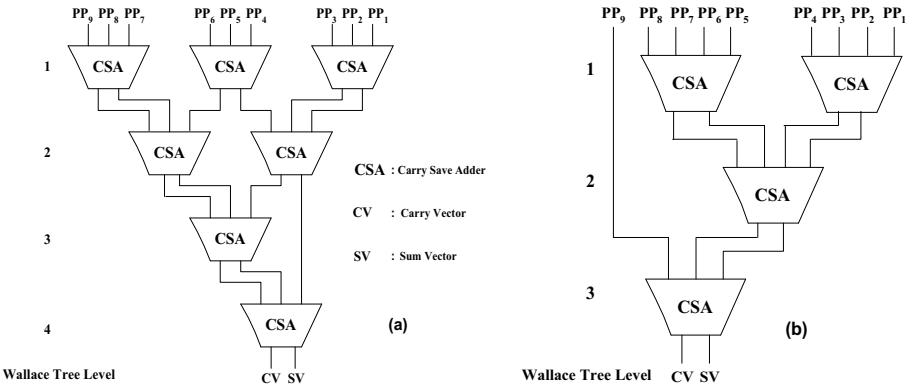 PP9 PP8 PP7 PP6 PP5 PP4 PP3 PP2 PP1
1 CSA CSA CSA
2 CSA CSA
CSA : Carry Save Adder
CV : Carry Vector
3 CSA
SV : Sum Vector
4 CSA (a)
Wallace Tree Level CV SV
PP9 PP8 PP7 PP6 PP5 PP4 PP3 PP2 PP1
1 CSA CSA
2 CSA
3 CSA
(b)
Wallace Tree Level CV SV